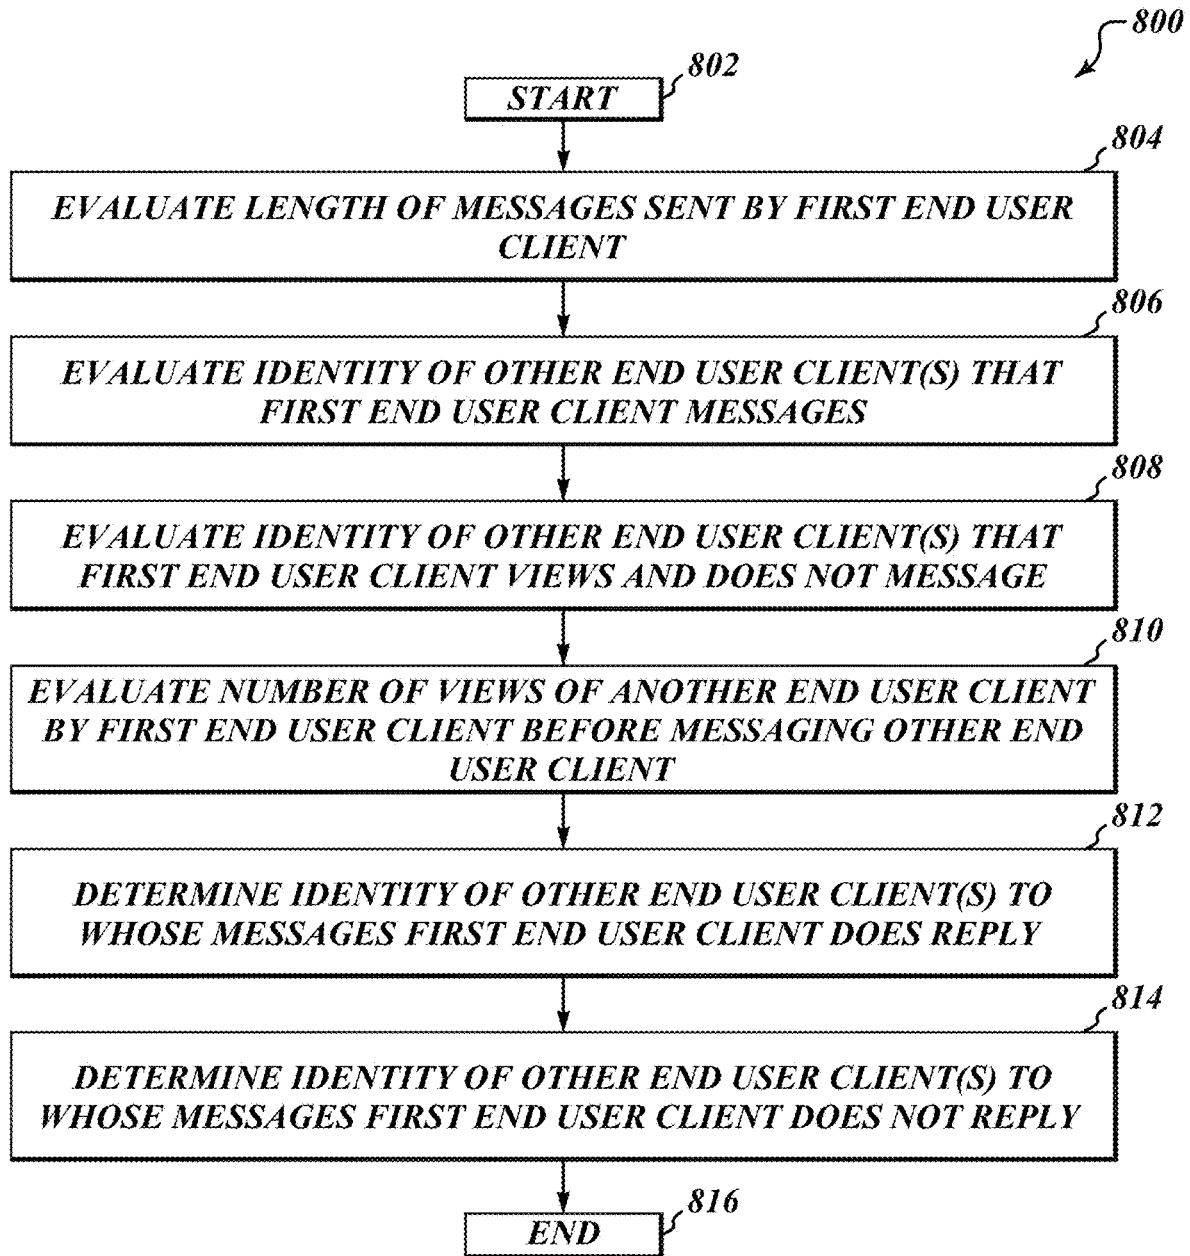 800
802
START
804
EVALUATE LENGTH OF MESSAGES SENT BY FIRST END USER
CLIENT
806
EVALUATE IDENTITY OF OTHER END USER CLIENT(S) THAT
FIRST END USER CLIENT MESSAGES
808
EVALUATE IDENTITY OF OTHER END USER CLIENT(S) THAT
FIRST END USER CLIENT VIEWS AND DOES NOT MESSAGE
810
EVALUATE NUMBER OF VIEWS OF ANOTHER END USER CLIENT
BY FIRST END USER CLIENT BEFORE MESSAGING OTHER END
USER CLIENT
812
DETERMINE IDENTITY OF OTHER END USER CLIENT(S) TO
WHOSE MESSAGES FIRST END USER CLIENT DOES REPLY
814
DETERMINE IDENTITY OF OTHER END USER CLIENT(S) TO
WHOSE MESSAGES FIRST END USER CLIENT DOES NOT REPLY
816
END